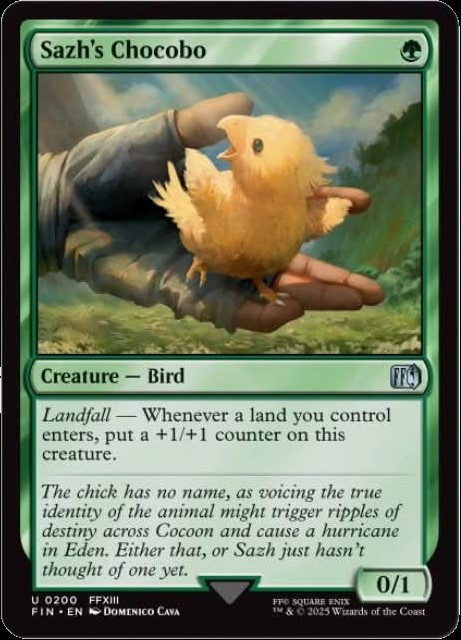 Sazh's Chocobo
Creature — Bird
Landfall — Whenever a land you control
enters, put a +1/+1 counter on this
creature.
The chick has no name, as voicing the true
identity of the animal might trigger ripples of
destiny across Cocoon and cause a hurricane
in Eden. Either that, or Sazh just hasn't
thought of one yet.
0/1
U 0200 FFXIII
FIN • EN Domenico Cava
FF© SQUARE ENIX
™ & © 2025 Wizards of the Coast